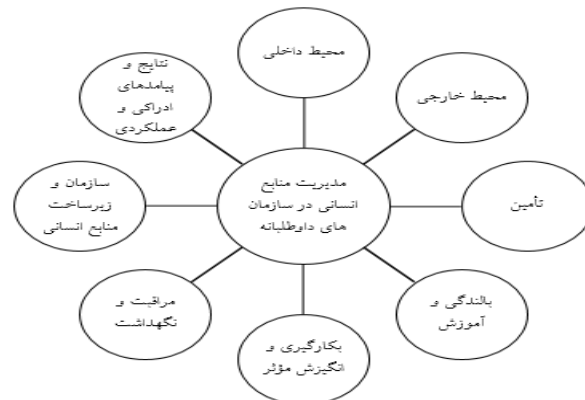 محیط داخلی
محیط خارجی
تأمین
بالندگی و
آموزش
بکارگیری و
انگیزش مؤثر
مراقبت و
نگهداشت
سازمان و
زیرساخت
منابع انسانی
نتایج و
پیامدهای
ادراکی و
عملکردی
مدیریت منابع
انسانی در سازمان
های داوطلبانه